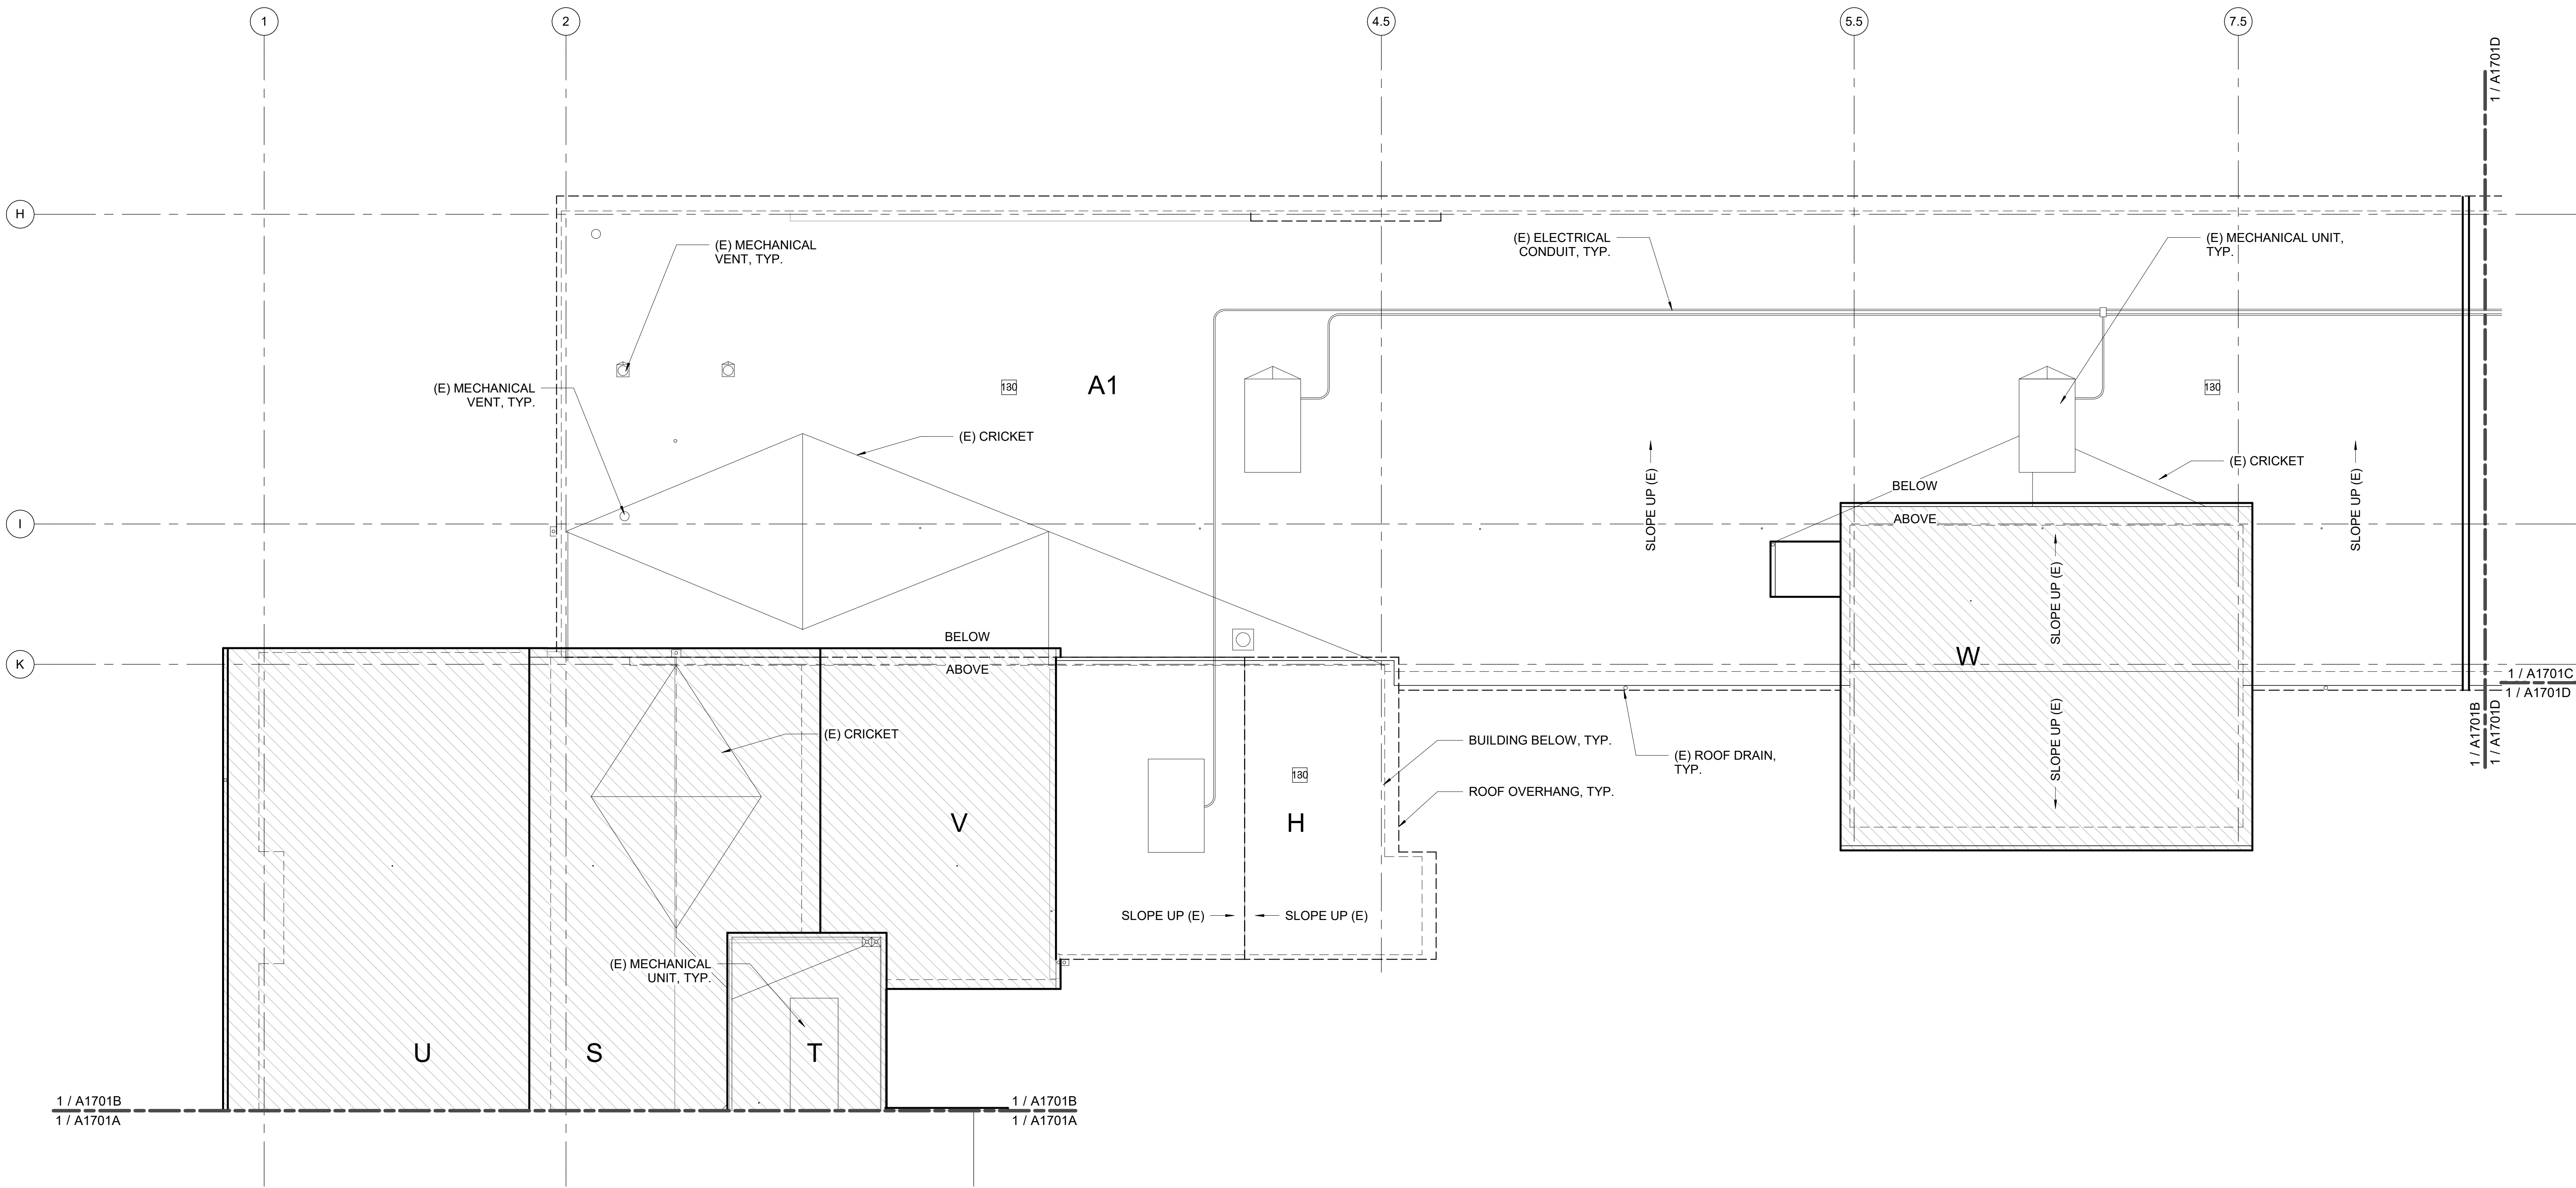 1
2
4.5
5.5
7.5
1 / A1701D
H
(E) MECHANICAL
VENT, TYP.
(E) ELECTRICAL
CONDUIT, TYP.
(E) MECHANICAL UNIT,
TYP.
(E) MECHANICAL
VENT, TYP.
A1
(E) CRICKET
SLOPE UP (E)
(E) CRICKET
SLOPE UP (E)
BELOW
ABOVE
I
SLOPE UP (E)
BELOW
ABOVE
K
W
1 / A1701C
1 / A1701D
1 / A1701B
1 / A1701D
(E) CRICKET
BUILDING BELOW, TYP.
(E) ROOF DRAIN,
TYP.
SLOPE UP (E)
ROOF OVERHANG, TYP.
V
H
SLOPE UP (E)
SLOPE UP (E)
(E) MECHANICAL
UNIT, TYP.
U
S
T
1 / A1701B
1 / A1701A
1 / A1701B
1 / A1701A